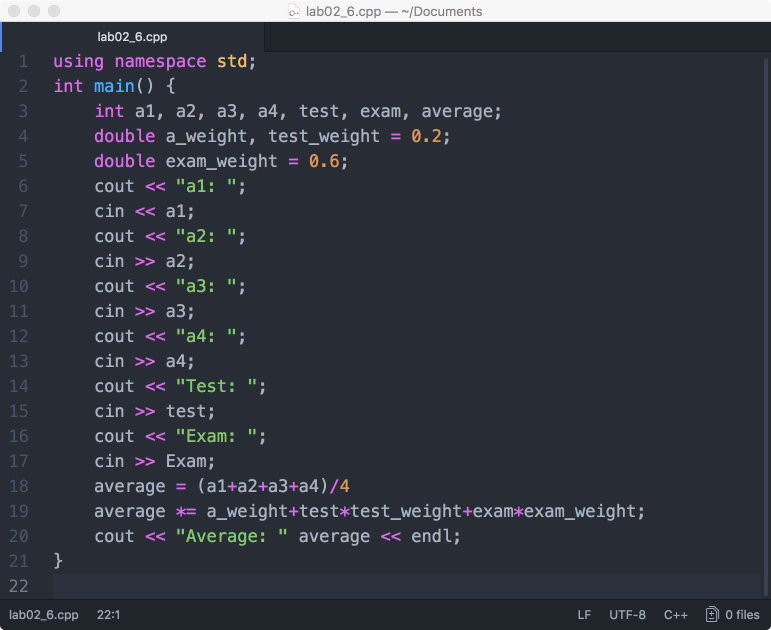 lab02_6.cpp — ~/Documents
lab02_6.cpp
1 using namespace std;
2 int main() {
3     int a1, a2, a3, a4, test, exam, average;
4     double a_weight, test_weight = 0.2;
5     double exam_weight = 0.6;
6     cout << "a1: ";
7     cin << a1;
8     cout << "a2: ";
9     cin >> a2;
10     cout << "a3: ";
11     cin >> a3;
12     cout << "a4: ";
13     cin >> a4;
14     cout << "Test: ";
15     cin >> test;
16     cout << "Exam: ";
17     cin >> Exam;
18     average = (a1+a2+a3+a4)/4
19     average *= a_weight+test*test_weight+exam*exam_weight;
20     cout << "Average: " average << endl;
21 }
22
lab02_6.cpp 22:1 LF UTF-8 C++ 0 files